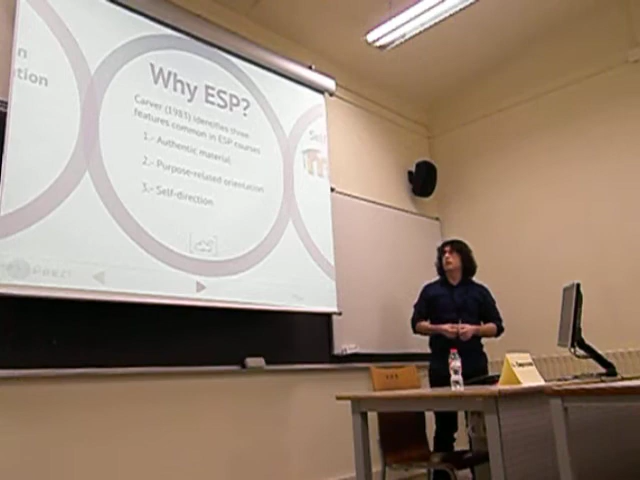 n
tion
Why ESP?
Carver (1983) identifies three
features common in ESP courses
1.- Authentic material
2.- Purpose-related orientation
3.- Self-direction
Prezi